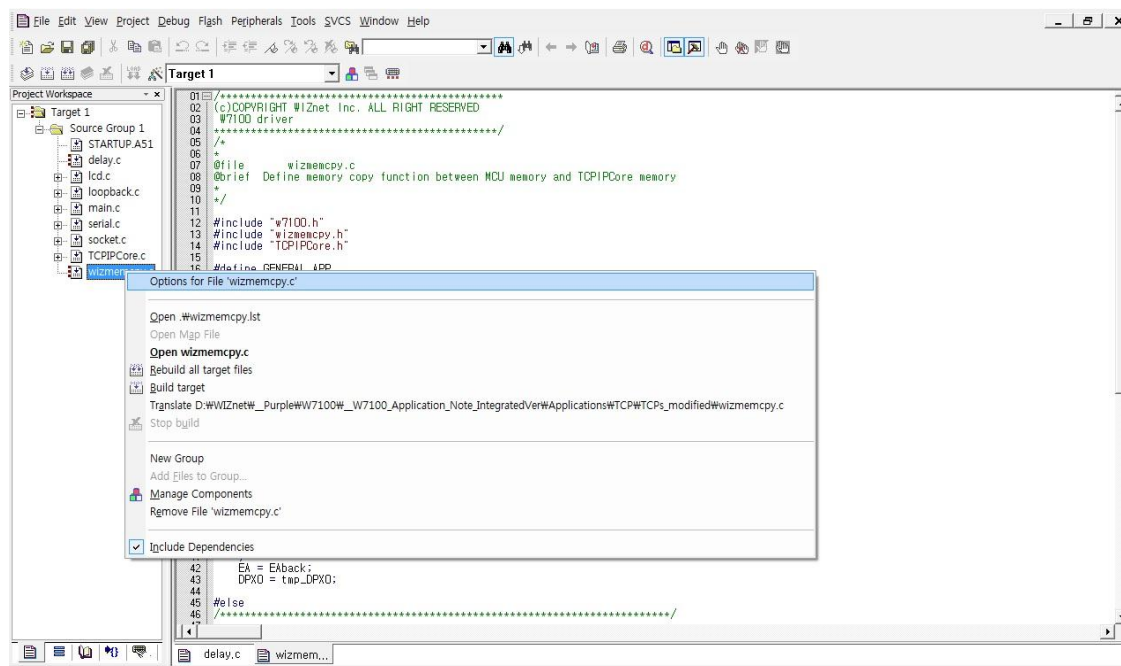 File Edit View Project Debug Flash Peripherals Tools SVCS Window Help
Target 1
Project Workspace
Target 1
Source Group 1
STARTUP.A51
delay.c
lcd.c
loopback.c
main.c
serial.c
socket.c
TCPIPCore.c
01 /**********************************************
02 (c)COPYRIGHT WIZnet Inc. ALL RIGHT RESERVED
03 W7100 driver
04 **********************************************/
05 /*
06 *
07 @file wizmemcpy.c
08 @brief Define memory copy function between MCU memory and TCPIPCore memory
09 *
10 */
11
12 #include "w7100.h"
13 #include "wizmemcpy.h"
14 #include "TCPIPCore.h"
15
16 #define GENERAL_APP
Options for File 'wizmemcpy.c'
Open .₩wizmemcpy.lst
Open Map File
Open wizmemcpy.c
Rebuild all target files
Build target
Translate D:₩WIZnet₩__Purple₩W7100₩__W7100_Application_Note_IntegratedVer₩Applications₩TCP₩TCPs_modified₩wizmemcpy.c
Stop build
New Group
Add Files to Group...
Manage Components
Remove File 'wizmemcpy.c'
Include Dependencies
42 EA = EAback;
43 DPX0 = tmp_DPX0;
44
45 #else
46 /*************************************************************************/
delay.c wizmem...